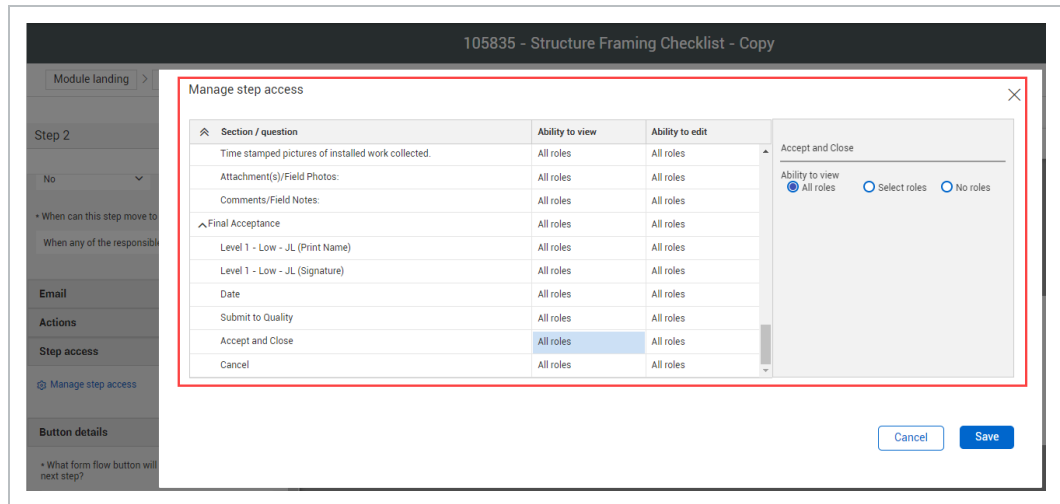 105835 - Structure Framing Checklist - Copy
Module landing >
Manage step access
Step 2
Section / question Ability to view Ability to edit
Time stamped pictures of installed work collected. All roles All roles
Accept and Close
Attachment(s)/Field Photos: All roles All roles
Ability to view
All roles Select roles No roles
No
Comments/Field Notes: All roles All roles
• When can this step move to
Final Acceptance All roles All roles
When any of the responsible
Level 1 - Low - JL (Print Name) All roles All roles
Level 1 - Low - JL (Signature) All roles All roles
Email
Date All roles All roles
Actions
Submit to Quality All roles All roles
Step access
Accept and Close All roles All roles
Cancel All roles All roles
Manage step access
Button details
Cancel Save
• What form flow button will
next step?